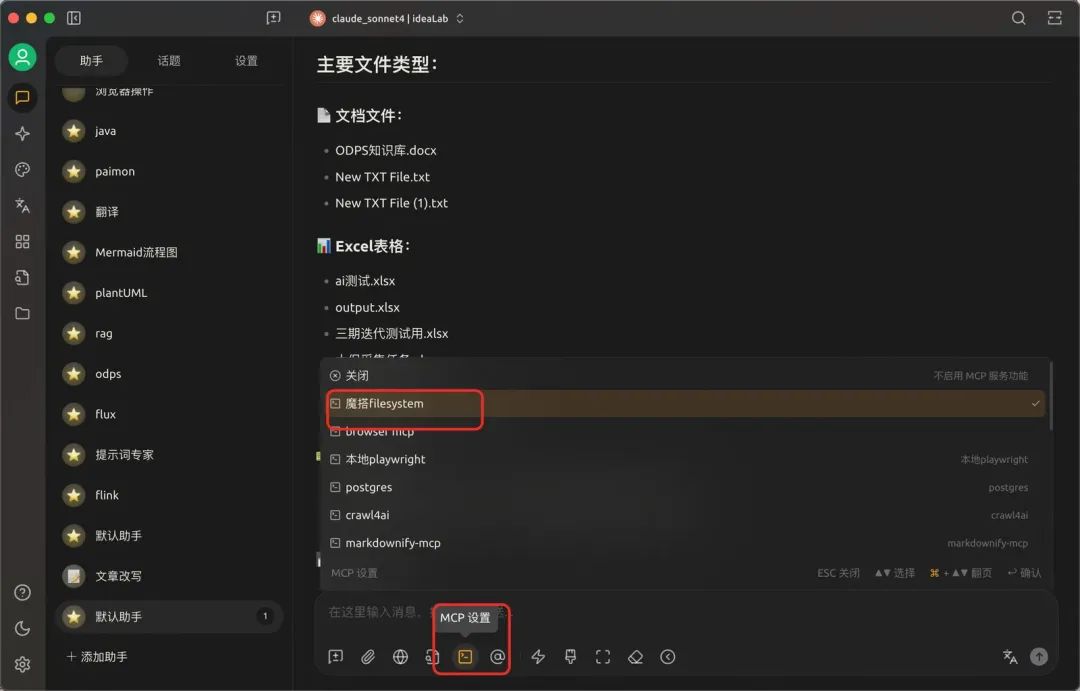 claude_sonnet4 | ideaLab
助手 话题 设置
浏览器操作
java
paimon
翻译
Mermaid流程图
plantUML
rag
odps
flux
提示词专家
flink
默认助手
文章改写
默认助手 1
+ 添加助手
主要文件类型：
文档文件：
• ODPS知识库.docx
• New TXT File.txt
• New TXT File (1).txt
Excel表格：
• ai测试.xlsx
• output.xlsx
• 三期迭代测试用.xlsx
关闭 不启用 MCP 服务功能
魔搭filesystem
browser mcp
本地playwright 本地playwright
postgres postgres
crawl4ai crawl4ai
markdownify-mcp markdownify-mcp
MCP 设置 ESC 关闭 ▲▼ 选择 ⌘ + ▲▼ 翻页 ↩ 确认
在这里输入消息，
MCP 设置